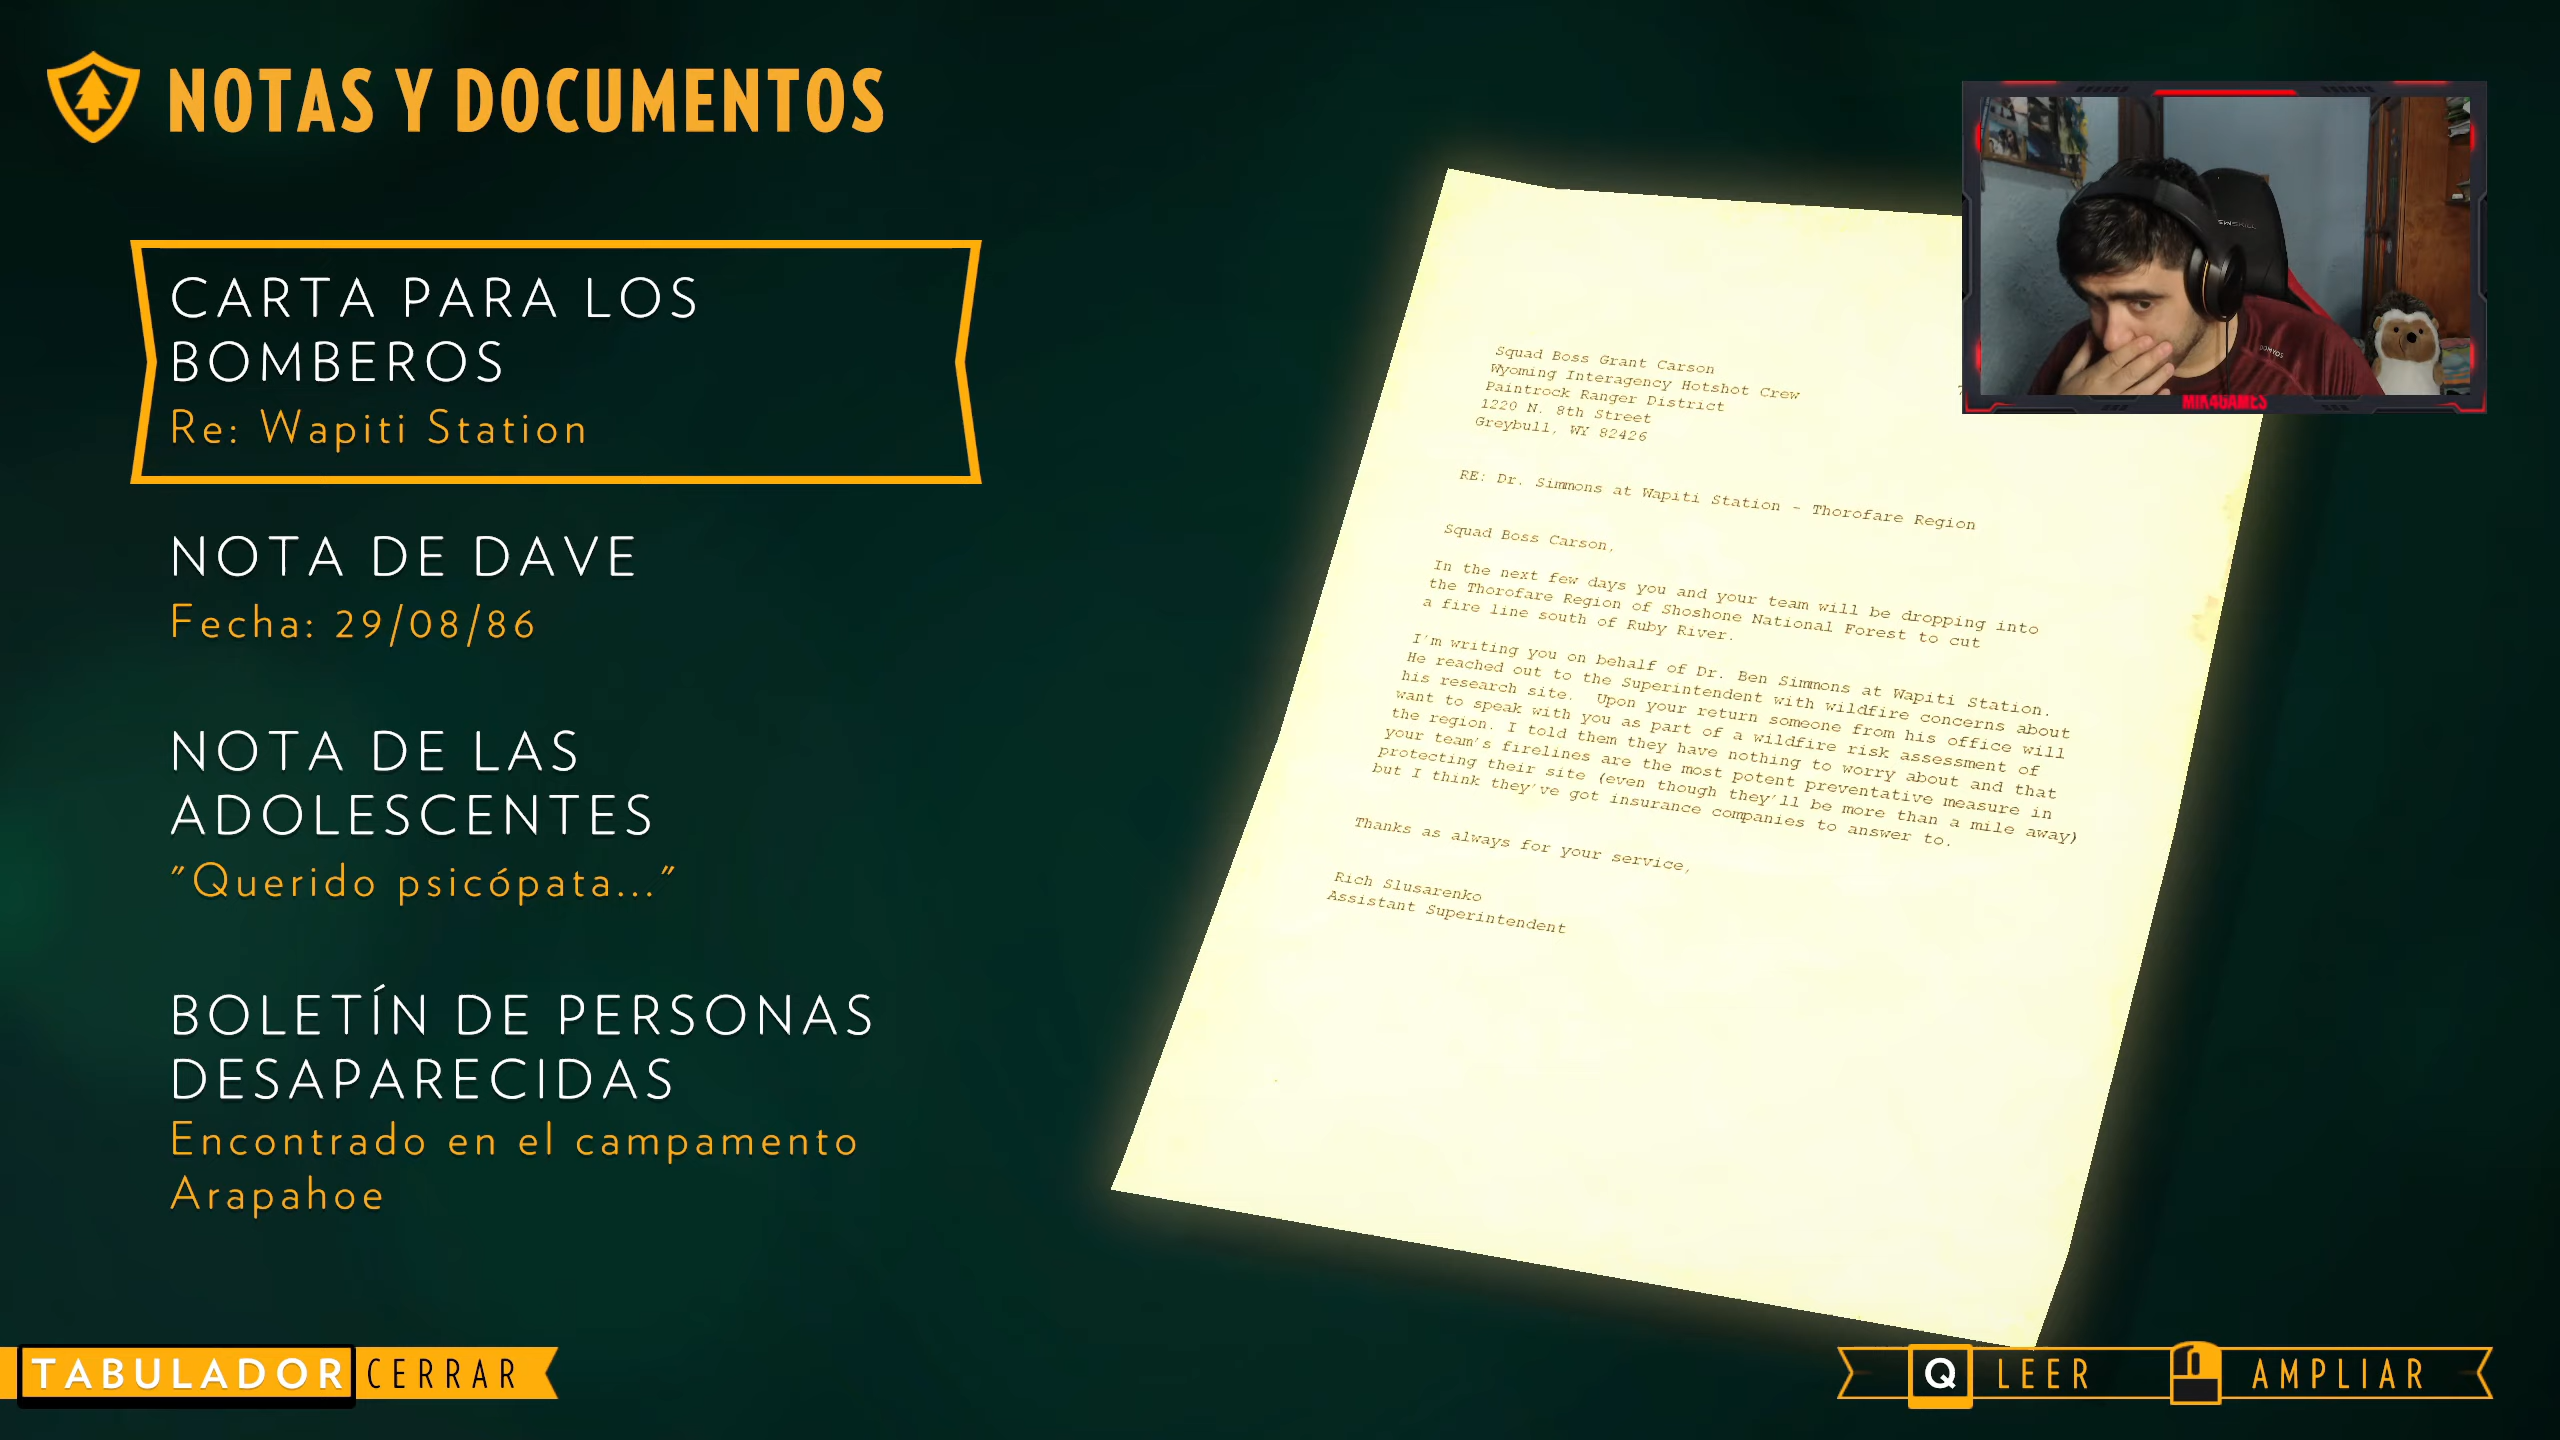 NOTAS Y DOCUMENTOS
CARTA PARA LOS
BOMBEROS
Re: Wapiti Station
NOTA DE DAVE
Fecha: 29/08/86
NOTA DE LAS
ADOLESCENTES
"Querido psicópata..."
BOLETÍN DE PERSONAS
DESAPARECIDAS
Encontrado en el campamento
Arapahoe
Squad Boss Grant Carson
Wyoming Interagency Hotshot Crew
Paintrock Ranger District
1220 N. 8th Street
Greybull, WY 82426
RE: Dr. Simmons at Wapiti Station - Thorofare Region
Squad Boss Carson,
In the next few days you and your team will be dropping into
the Thorofare Region of Shoshone National Forest to cut
a fire line south of Ruby River.
I'm writing you on behalf of Dr. Ben Simmons at Wapiti Station.
He reached out to the Superintendent with wildfire concerns about
his research site. Upon your return someone from his office will
want to speak with you as part of a wildfire risk assessment of
the region. I told them they have nothing to worry about and that
your team's firelines are the most potent preventative measure in
protecting their site (even though they'll be more than a mile away)
but I think they've got insurance companies to answer to.
Thanks as always for your service,
Rich Slusarenko
Assistant Superintendent
MIK4GAMES
DOMYOS
TABULADOR CERRAR
Q LEER
AMPLIAR